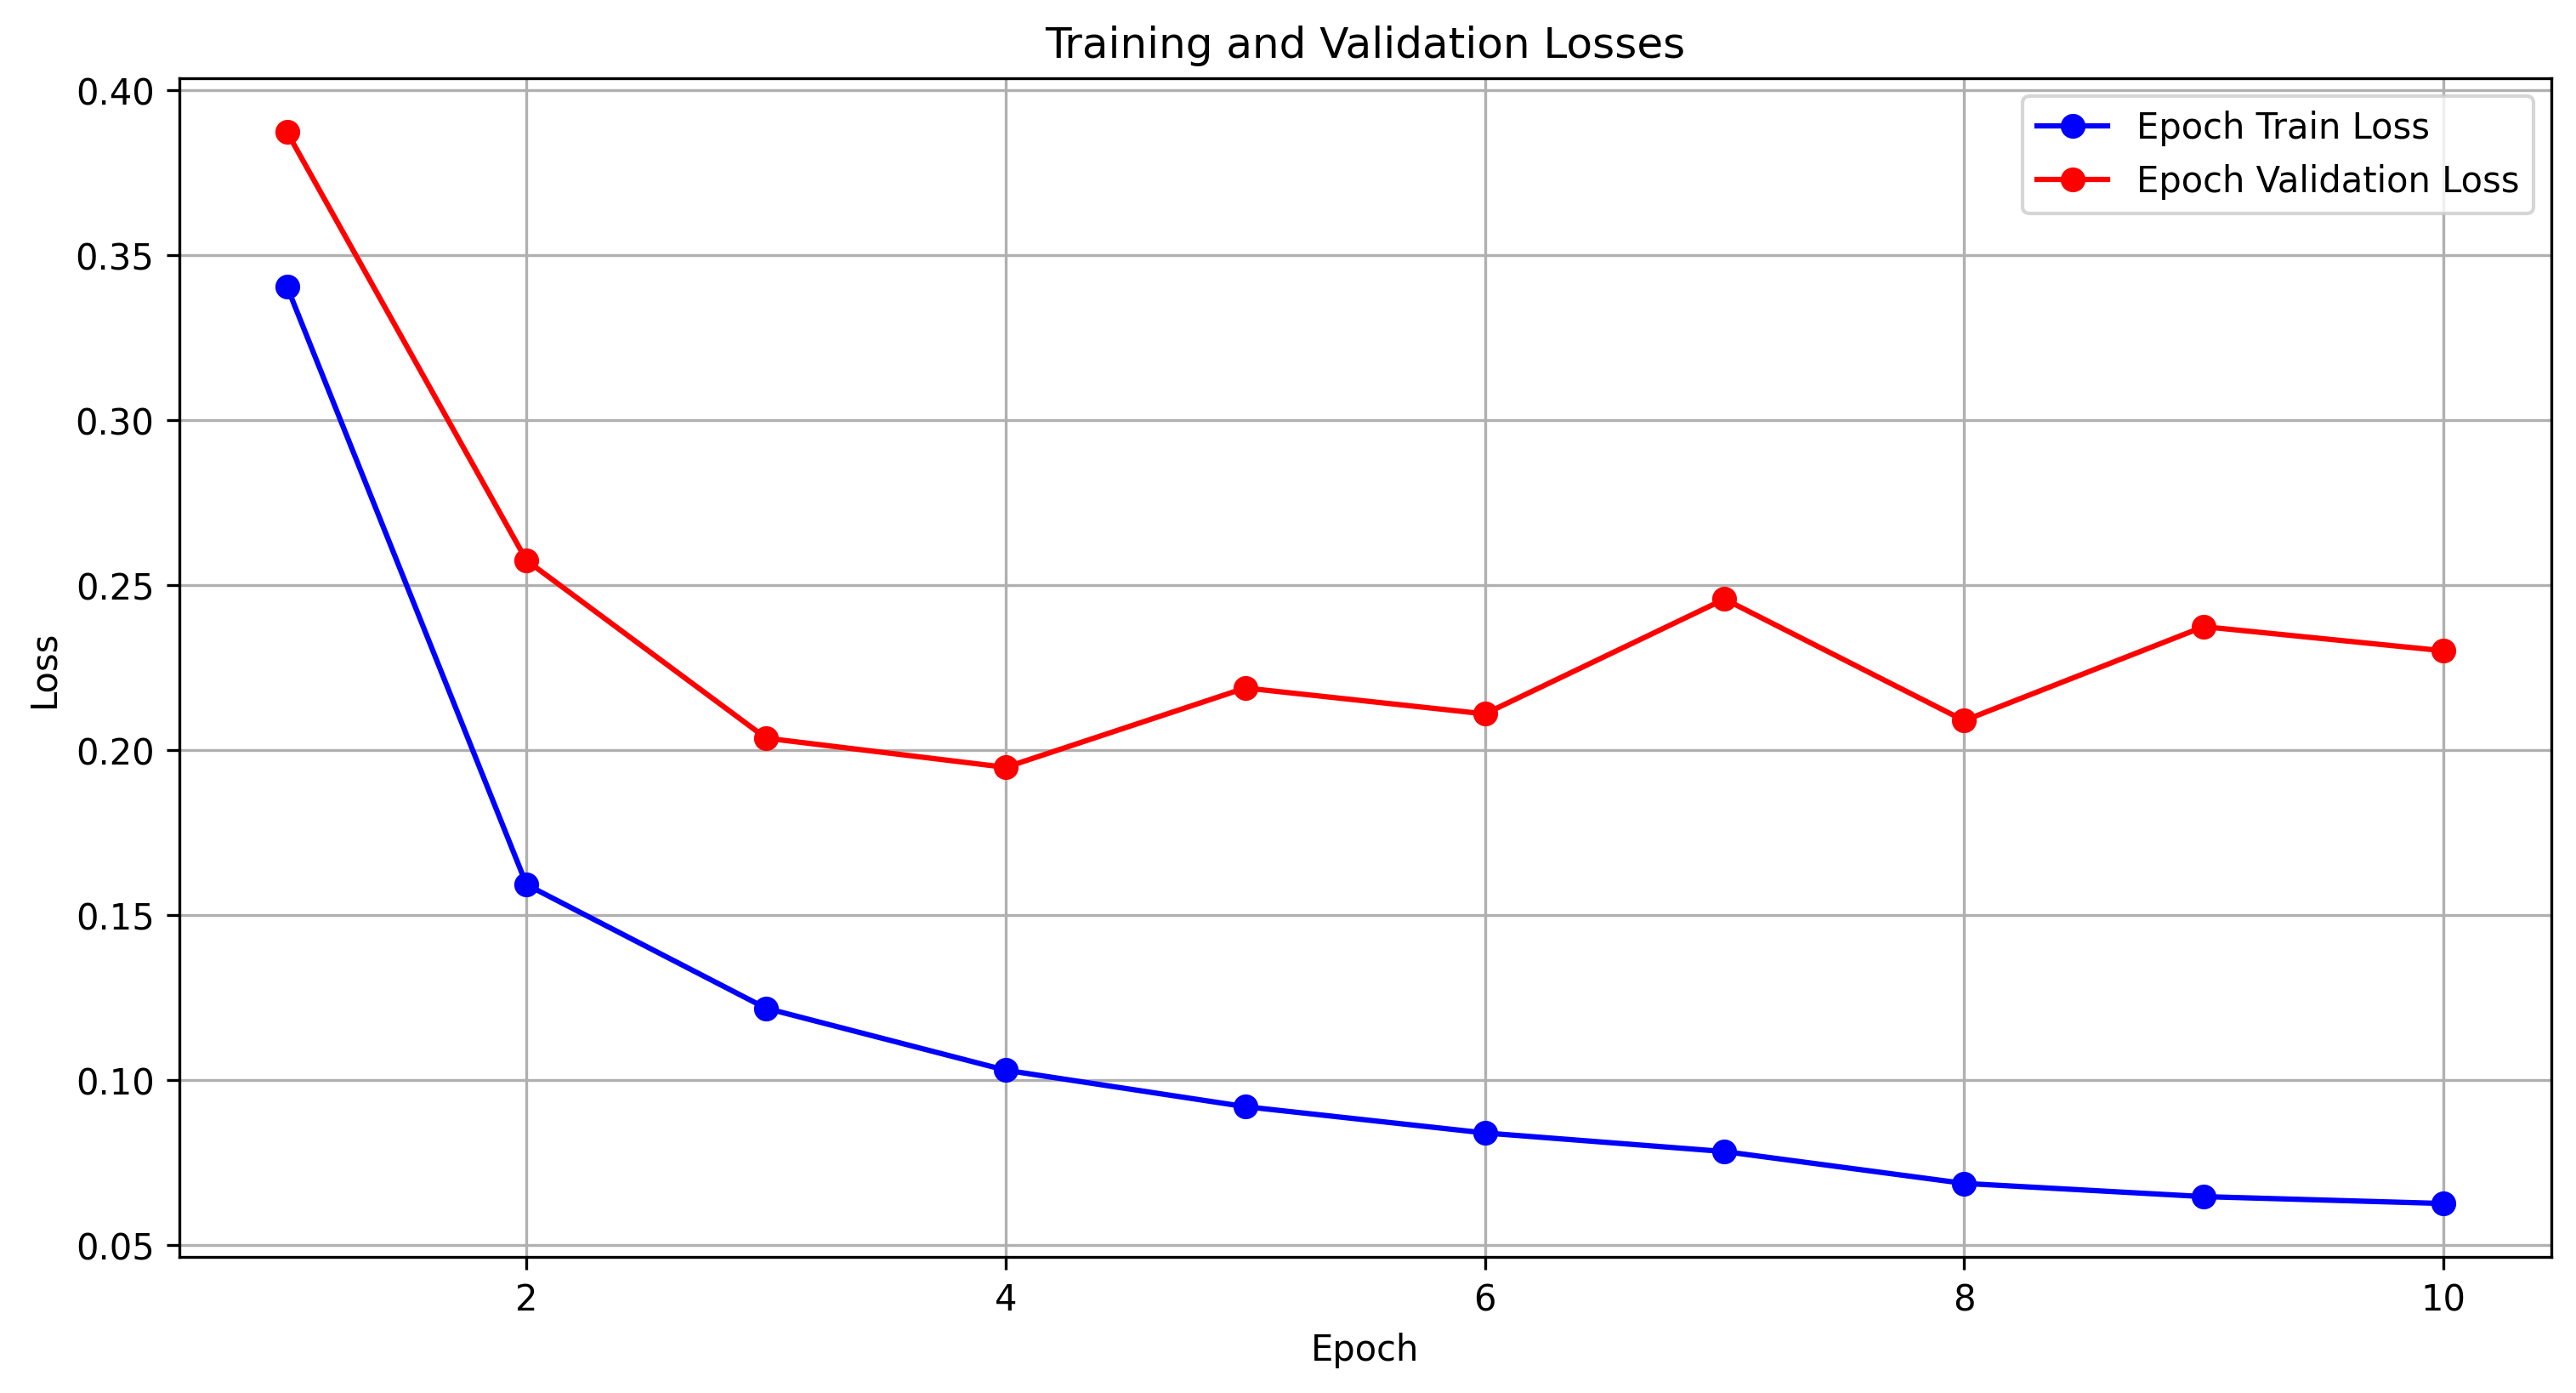 Training and Validation Losses
Epoch Train Loss
Epoch Validation Loss
0.40
0.35
0.30
0.25
0.20
0.15
0.10
0.05
Loss
2 4 6 8 10
Epoch